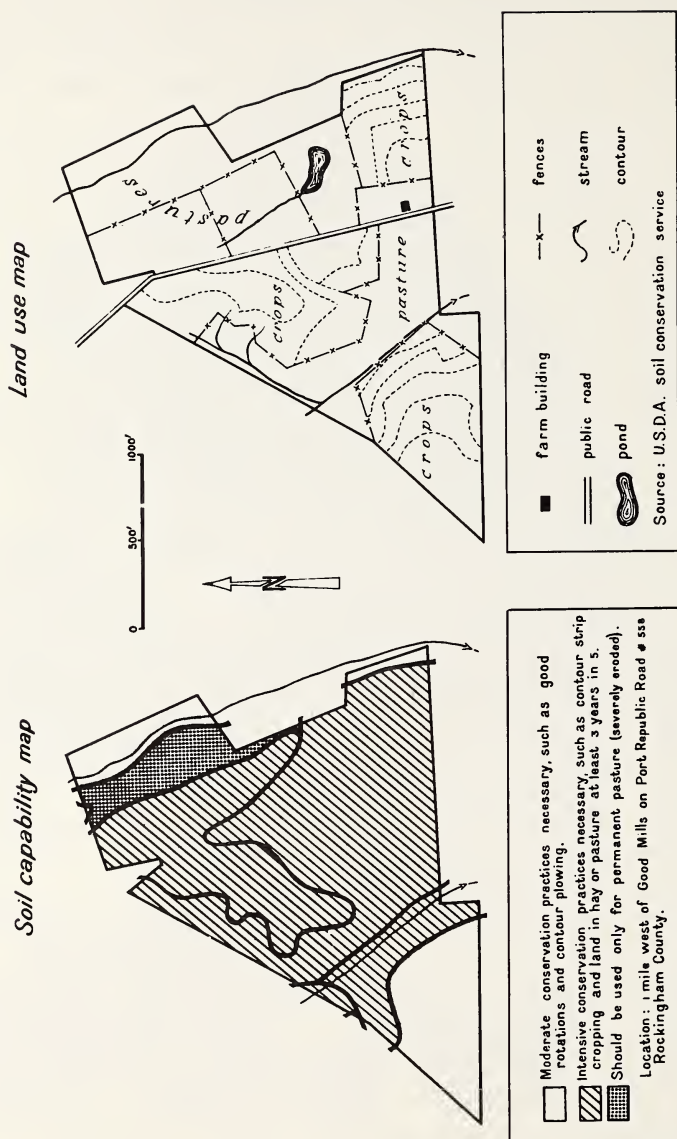 Soil capability map
Land use map
0 500' 1000'
N
pastures
crops
pasture
crops
crops
Moderate conservation practices necessary, such as good
rotations and contour plowing.
Intensive conservation practices necessary, such as contour strip
cropping and land in hay or pasture at least 3 years in 5.
Should be used only for permanent pasture (severely eroded).
Location: 1 mile west of Good Mills on Port Republic Road # 558
Rockingham County.
farm building
public road
pond
fences
stream
contour
Source: U.S.D.A. soil conservation service